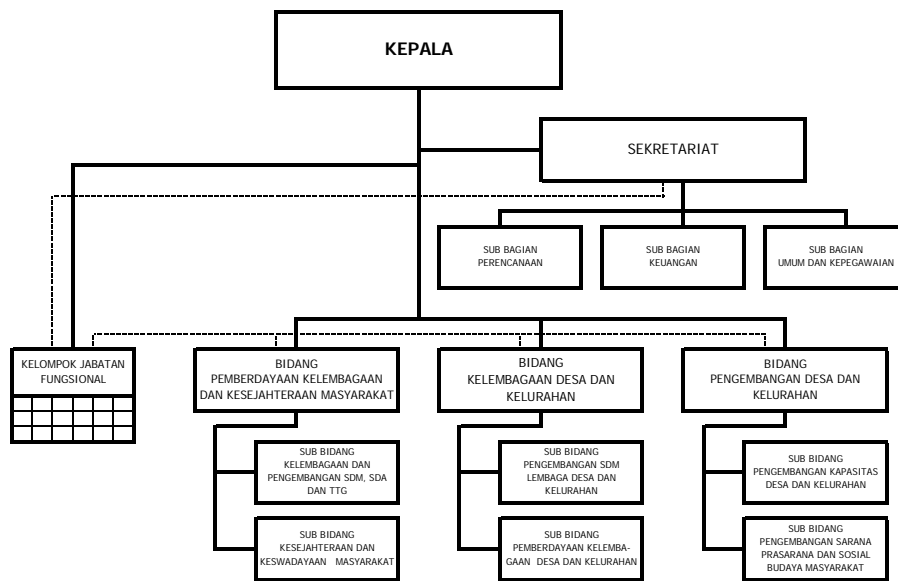 KEPALA
SEKRETARIAT
SUB BAGIAN
PERENCANAAN
SUB BAGIAN
KEUANGAN
SUB BAGIAN
UMUM DAN KEPEGAWAIAN
KELOMPOK JABATAN
FUNGSIONAL
BIDANG
PEMBERDAYAAN KELEMBAGAAN
DAN KESEJAHTERAAN MASYARAKAT
BIDANG
KELEMBAGAAN DESA DAN
KELURAHAN
BIDANG
PENGEMBANGAN DESA DAN
KELURAHAN
SUB BIDANG
KELEMBAGAAN DAN
PENGEMBANGAN SDM, SDA
DAN TTG
SUB BIDANG
PENGEMBANGAN SDM
LEMBAGA DESA DAN
KELURAHAN
SUB BIDANG
PENGEMBANGAN KAPASITAS
DESA DAN KELURAHAN
SUB BIDANG
KESEJAHTERAAN DAN
KESWADAYAAN MASYARAKAT
SUB BIDANG
PEMBERDAYAAN KELEMBA-
GAAN DESA DAN KELURAHAN
SUB BIDANG
PENGEMBANGAN SARANA
PRASARANA DAN SOSIAL
BUDAYA MASYARAKAT